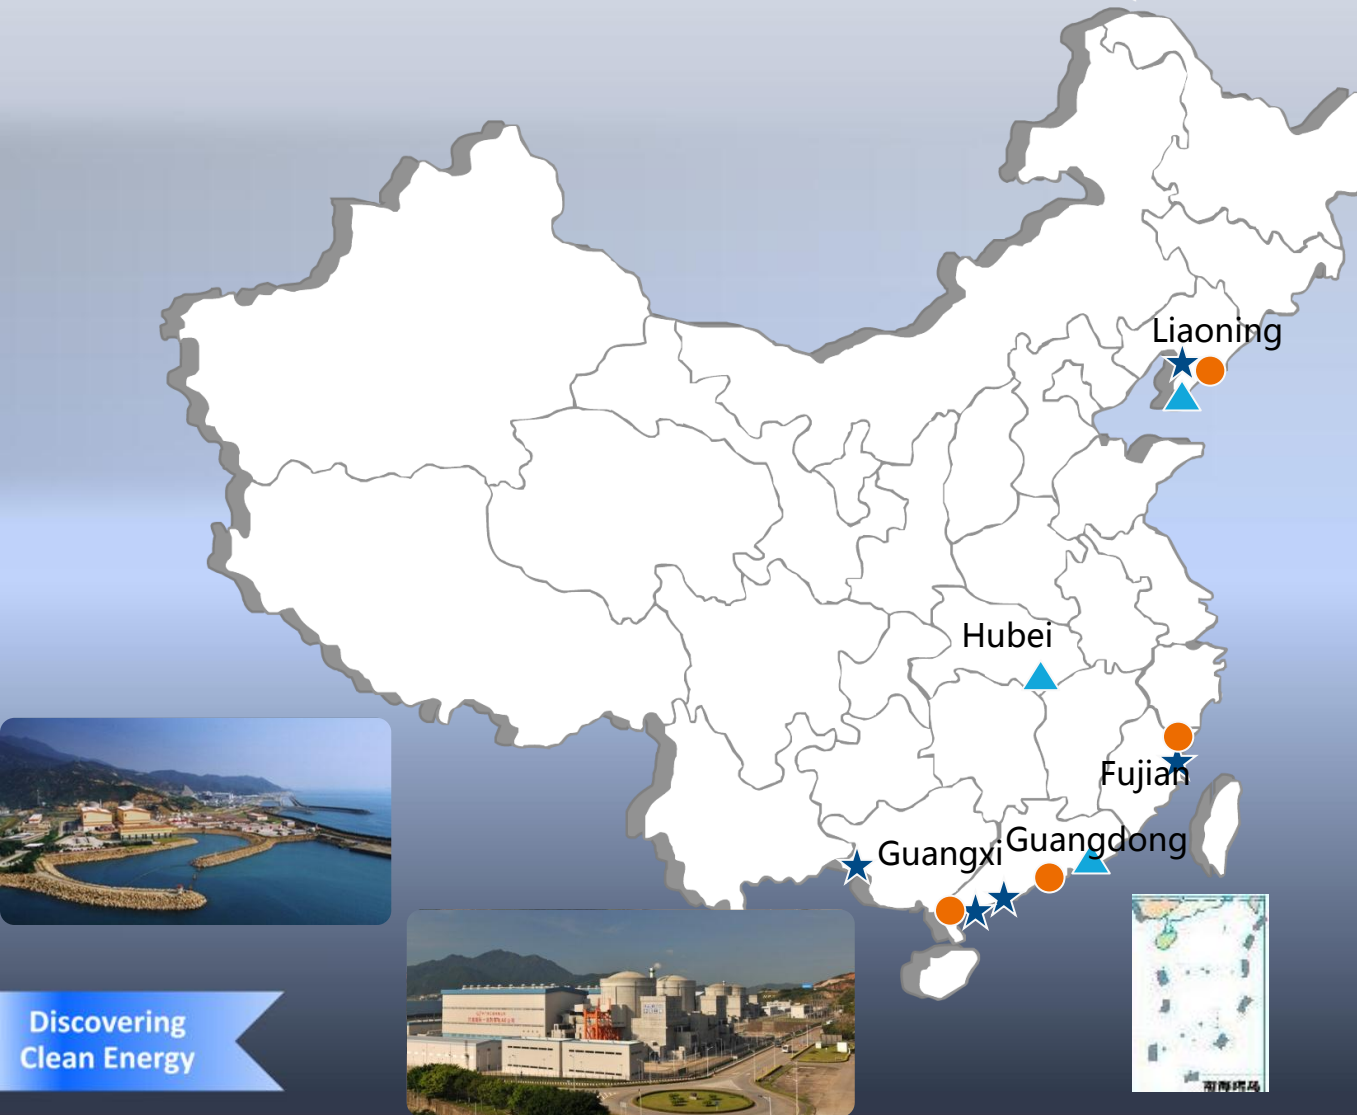 Liaoning
Hubei
Fujian
Guangdong
Guangxi
Discovering
Clean Energy